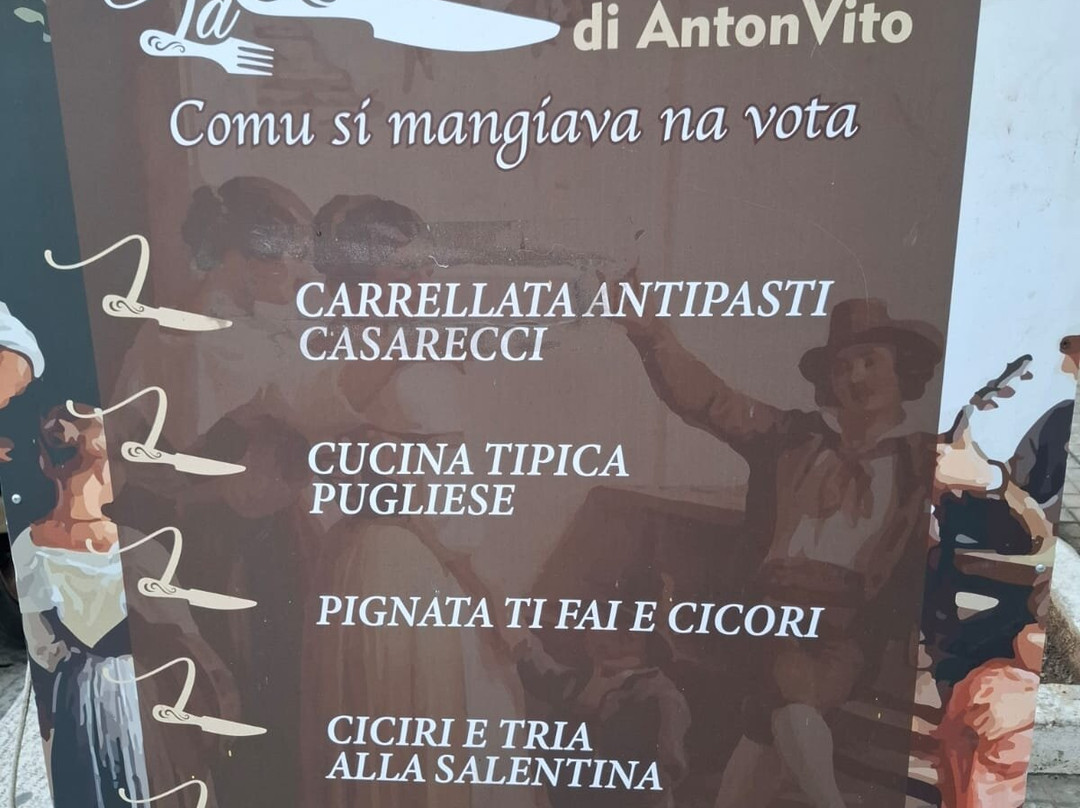 la
di AntonVito
Comu si mangiava na vota
CARRELLATA ANTIPASTI
CASARECCI
CUCINA TIPICA
PUGLIESE
PIGNATA TI FAI E CICORI
CICIRI E TRIA
ALLA SALENTINA